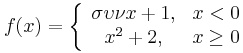 f(x) = { συνx + 1, x < 0
x² + 2, x ≥ 0